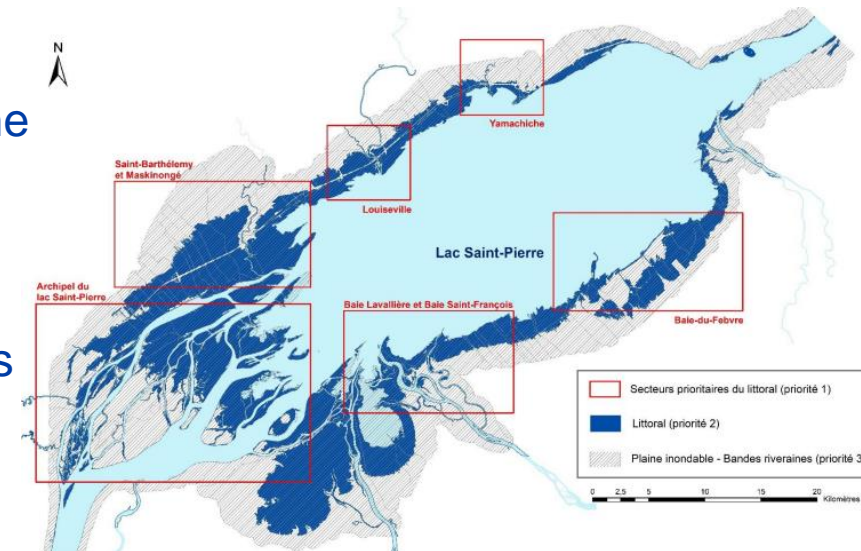 N
ne
s
Yamachiche
Saint-Barthélemy
et Maskinongé
Louiseville
Lac Saint-Pierre
Archipel du
lac Saint-Pierre
Baie Lavallière et Baie Saint-François
Baie-du-Febvre
Secteurs prioritaires du littoral (priorité 1)
Littoral (priorité 2)
Plaine inondable - Bandes riveraines (priorité 3
0 2,5 5 10 15 20
Kilomètres